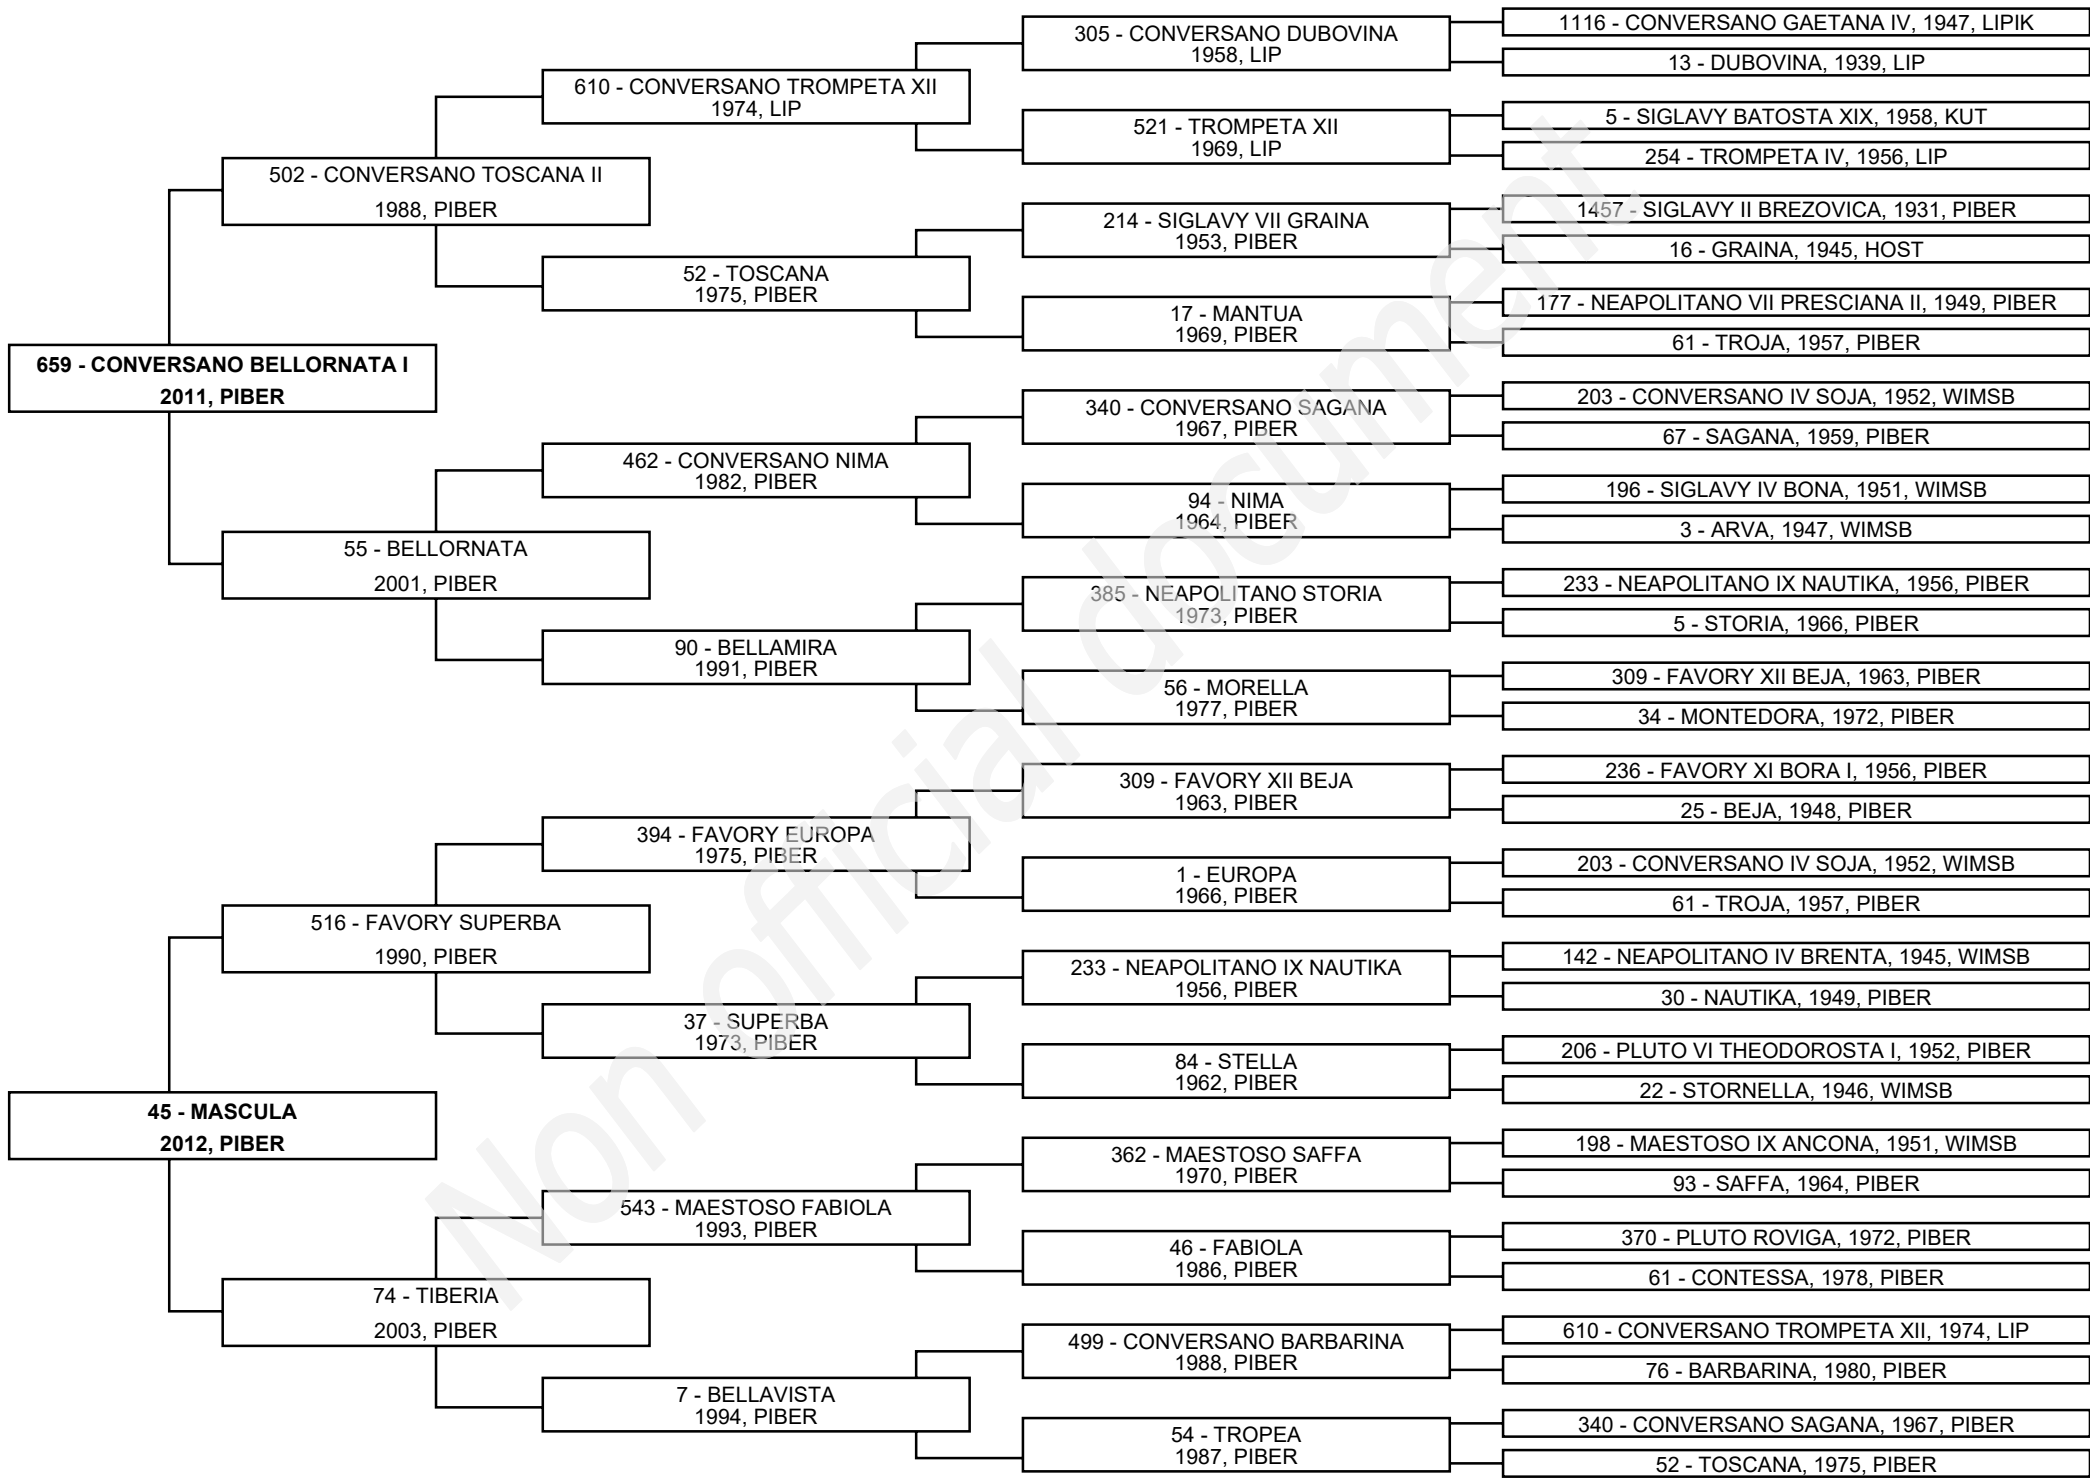 659 - CONVERSANO BELLORNATA I
2011, PIBER
45 - MASCULA
2012, PIBER
502 - CONVERSANO TOSCANA II
1988, PIBER
55 - BELLORNATA
2001, PIBER
516 - FAVORY SUPERBA
1990, PIBER
74 - TIBERIA
2003, PIBER
610 - CONVERSANO TROMPETA XII
1974, LIP
52 - TOSCANA
1975, PIBER
462 - CONVERSANO NIMA
1982, PIBER
90 - BELLAMIRA
1991, PIBER
394 - FAVORY EUROPA
1975, PIBER
37 - SUPERBA
1973, PIBER
543 - MAESTOSO FABIOLA
1993, PIBER
7 - BELLAVISTA
1994, PIBER
305 - CONVERSANO DUBOVINA
1958, LIP
521 - TROMPETA XII
1969, LIP
214 - SIGLAVY VII GRAINA
1953, PIBER
17 - MANTUA
1969, PIBER
340 - CONVERSANO SAGANA
1967, PIBER
94 - NIMA
1964, PIBER
385 - NEAPOLITANO STORIA
1973, PIBER
56 - MORELLA
1977, PIBER
309 - FAVORY XII BEJA
1963, PIBER
1 - EUROPA
1966, PIBER
233 - NEAPOLITANO IX NAUTIKA
1956, PIBER
84 - STELLA
1962, PIBER
362 - MAESTOSO SAFFA
1970, PIBER
46 - FABIOLA
1986, PIBER
499 - CONVERSANO BARBARINA
1988, PIBER
54 - TROPEA
1987, PIBER
1116 - CONVERSANO GAETANA IV, 1947, LIPIK
13 - DUBOVINA, 1939, LIP
5 - SIGLAVY BATOSTA XIX, 1958, KUT
254 - TROMPETA IV, 1956, LIP
1457 - SIGLAVY II BREZOVICA, 1931, PIBER
16 - GRAINA, 1945, HOST
177 - NEAPOLITANO VII PRESCIANA II, 1949, PIBER
61 - TROJA, 1957, PIBER
203 - CONVERSANO IV SOJA, 1952, WIMSB
67 - SAGANA, 1959, PIBER
196 - SIGLAVY IV BONA, 1951, WIMSB
3 - ARVA, 1947, WIMSB
233 - NEAPOLITANO IX NAUTIKA, 1956, PIBER
5 - STORIA, 1966, PIBER
309 - FAVORY XII BEJA, 1963, PIBER
34 - MONTEDORA, 1972, PIBER
236 - FAVORY XI BORA I, 1956, PIBER
25 - BEJA, 1948, PIBER
203 - CONVERSANO IV SOJA, 1952, WIMSB
61 - TROJA, 1957, PIBER
142 - NEAPOLITANO IV BRENTA, 1945, WIMSB
30 - NAUTIKA, 1949, PIBER
206 - PLUTO VI THEODOROSTA I, 1952, PIBER
22 - STORNELLA, 1946, WIMSB
198 - MAESTOSO IX ANCONA, 1951, WIMSB
93 - SAFFA, 1964, PIBER
370 - PLUTO ROVIGA, 1972, PIBER
61 - CONTESSA, 1978, PIBER
610 - CONVERSANO TROMPETA XII, 1974, LIP
76 - BARBARINA, 1980, PIBER
340 - CONVERSANO SAGANA, 1967, PIBER
52 - TOSCANA, 1975, PIBER
Non official document